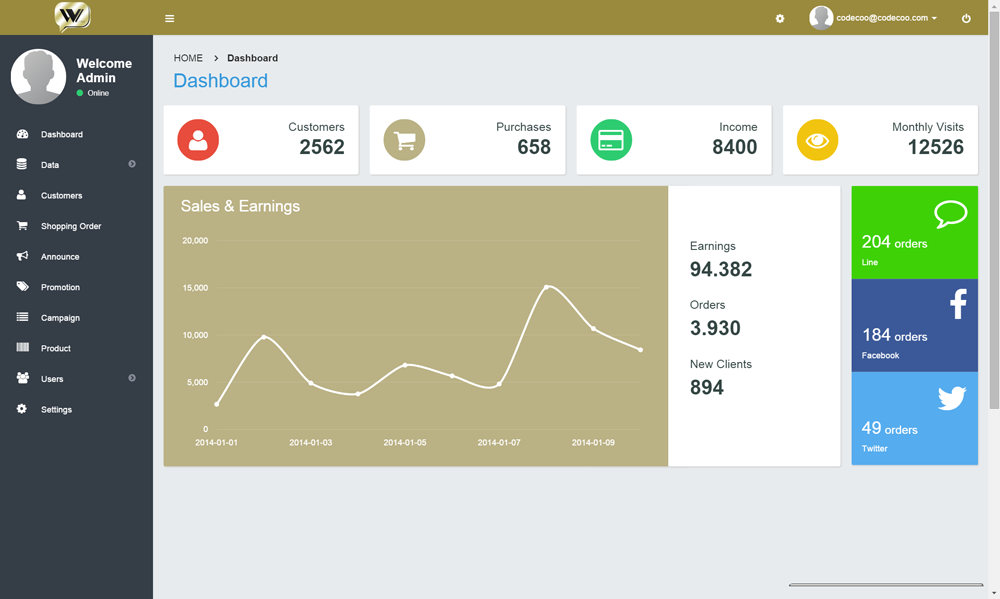 W
codecoo@codecoo.com
Welcome
Admin
Online
Dashboard
Data
Customers
Shopping Order
Announce
Promotion
Campaign
Product
Users
Settings
HOME > Dashboard
Dashboard
Customers
2562
Purchases
658
Income
8400
Monthly Visits
12526
Sales & Earnings
20,000
15,000
10,000
5,000
0
2014-01-01 2014-01-03 2014-01-05 2014-01-07 2014-01-09
Earnings
94.382
Orders
3.930
New Clients
894
204 orders
Line
184 orders
Facebook
49 orders
Twitter